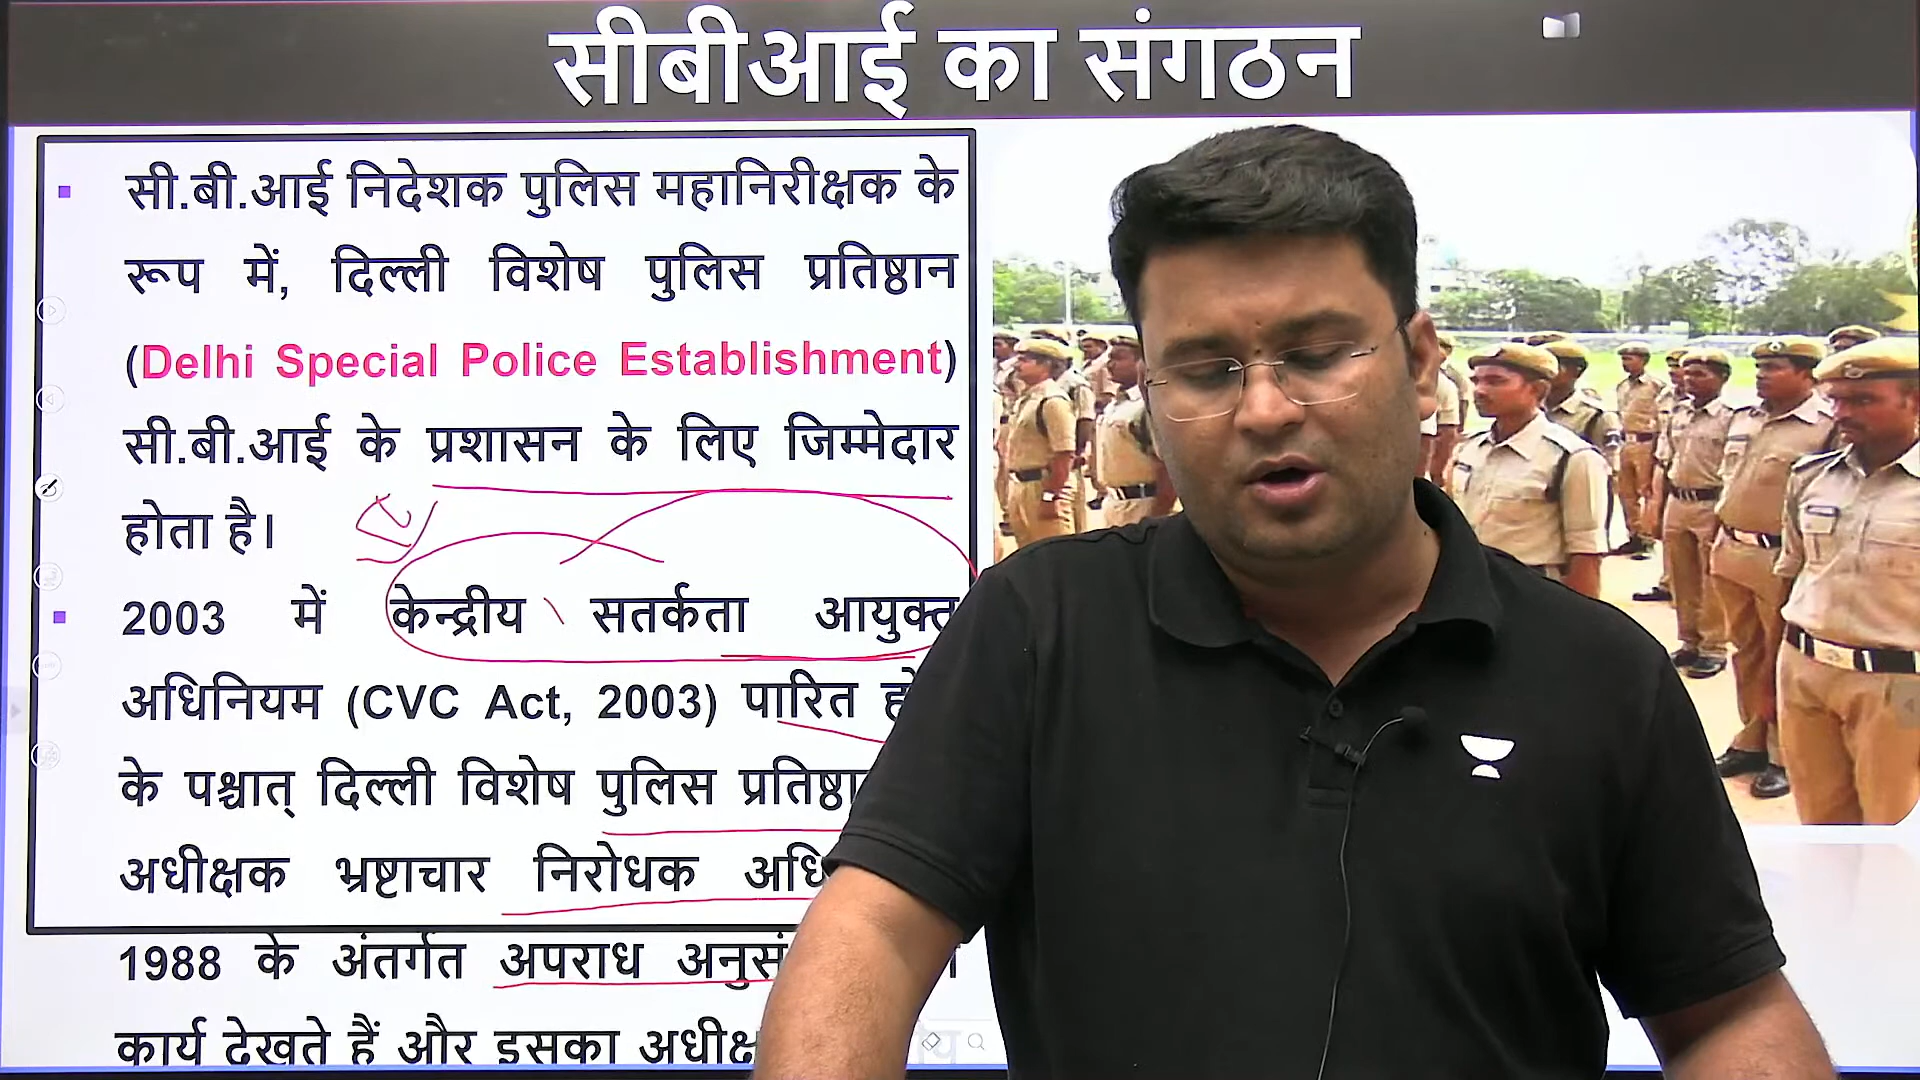 सीबीआई का संगठन
सी.बी.आई निदेशक पुलिस महानिरीक्षक के
रूप में, दिल्ली विशेष पुलिस प्रतिष्ठान
(Delhi Special Police Establishment)
सी.बी.आई के प्रशासन के लिए जिम्मेदार
होता है।
2003 में केन्द्रीय सतर्कता आयुक्त
अधिनियम (CVC Act, 2003) पारित
के पश्चात् दिल्ली विशेष पुलिस
अधीक्षक भ्रष्टाचार निरोधक
1988 के अंतर्गत अपराध
कार्य देखते हैं और इसका